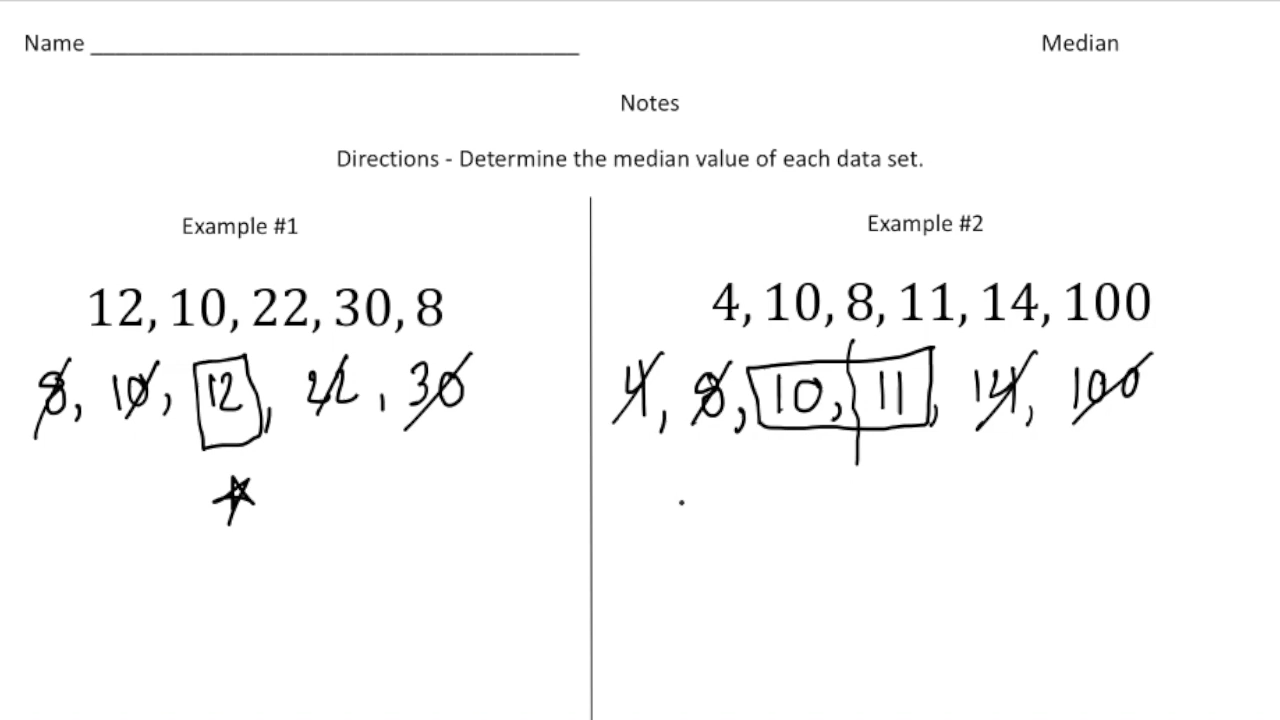 Name ______________________ Median
Notes
Directions - Determine the median value of each data set.
Example #1
12, 10, 22, 30, 8
8, 10, 12, 22, 30
Example #2
4, 10, 8, 11, 14, 100
4, 8, 10, 11, 14, 100